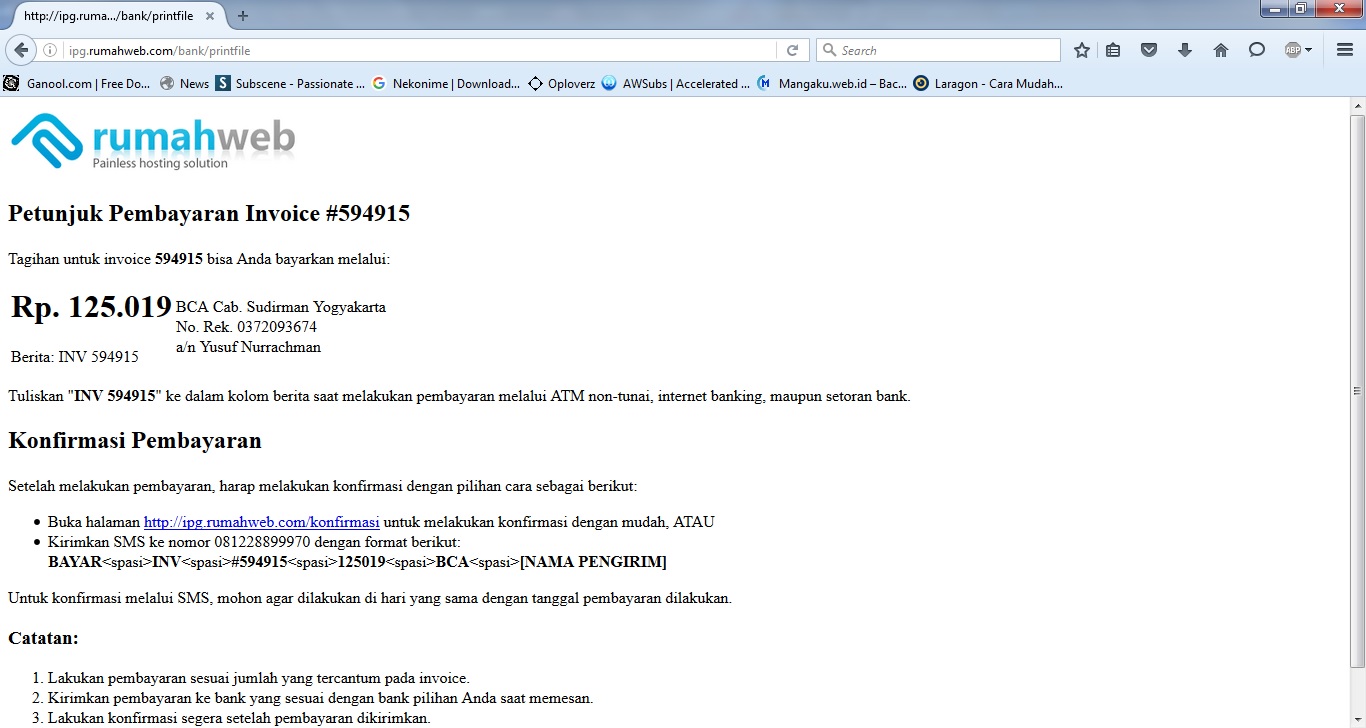 http://ipg.ruma.../bank/printfile
ipg.rumahweb.com/bank/printfile
Search
ABP
Ganool.com | Free Do...
News
Subscene - Passionate ...
Nekonime | Download...
Oploverz
AWSubs | Accelerated ...
Mangaku.web.id – Bac...
Laragon - Cara Mudah...
rumahweb
Painless hosting solution
Petunjuk Pembayaran Invoice #594915
Tagihan untuk invoice 594915 bisa Anda bayarkan melalui:
Rp. 125.019
Berita: INV 594915
BCA Cab. Sudirman Yogyakarta
No. Rek. 0372093674
a/n Yusuf Nurrachman
Tuliskan "INV 594915" ke dalam kolom berita saat melakukan pembayaran melalui ATM non-tunai, internet banking, maupun setoran bank.
Konfirmasi Pembayaran
Setelah melakukan pembayaran, harap melakukan konfirmasi dengan pilihan cara sebagai berikut:
• Buka halaman http://ipg.rumahweb.com/konfirmasi untuk melakukan konfirmasi dengan mudah, ATAU
• Kirimkan SMS ke nomor 081228899970 dengan format berikut:
BAYAR<spasi>INV<spasi>#594915<spasi>125019<spasi>BCA<spasi>[NAMA PENGIRIM]
Untuk konfirmasi melalui SMS, mohon agar dilakukan di hari yang sama dengan tanggal pembayaran dilakukan.
Catatan:
1. Lakukan pembayaran sesuai jumlah yang tercantum pada invoice.
2. Kirimkan pembayaran ke bank yang sesuai dengan bank pilihan Anda saat memesan.
3. Lakukan konfirmasi segera setelah pembayaran dikirimkan.